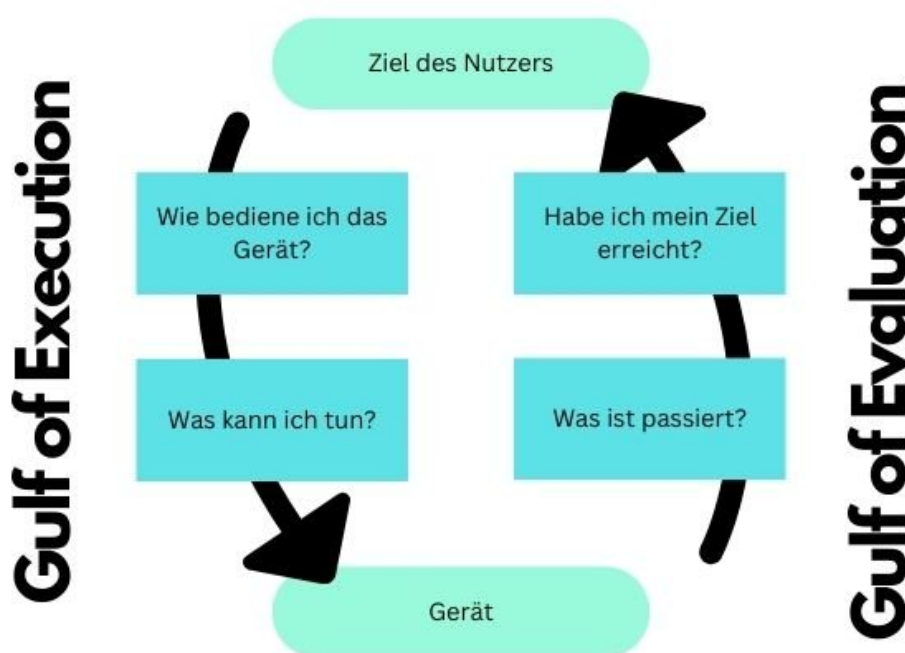 Ziel des Nutzers
Gulf of Execution
Wie bediene ich das
Gerät?
Was kann ich tun?
Habe ich mein Ziel
erreicht?
Was ist passiert?
Gulf of Evaluation
Gerät